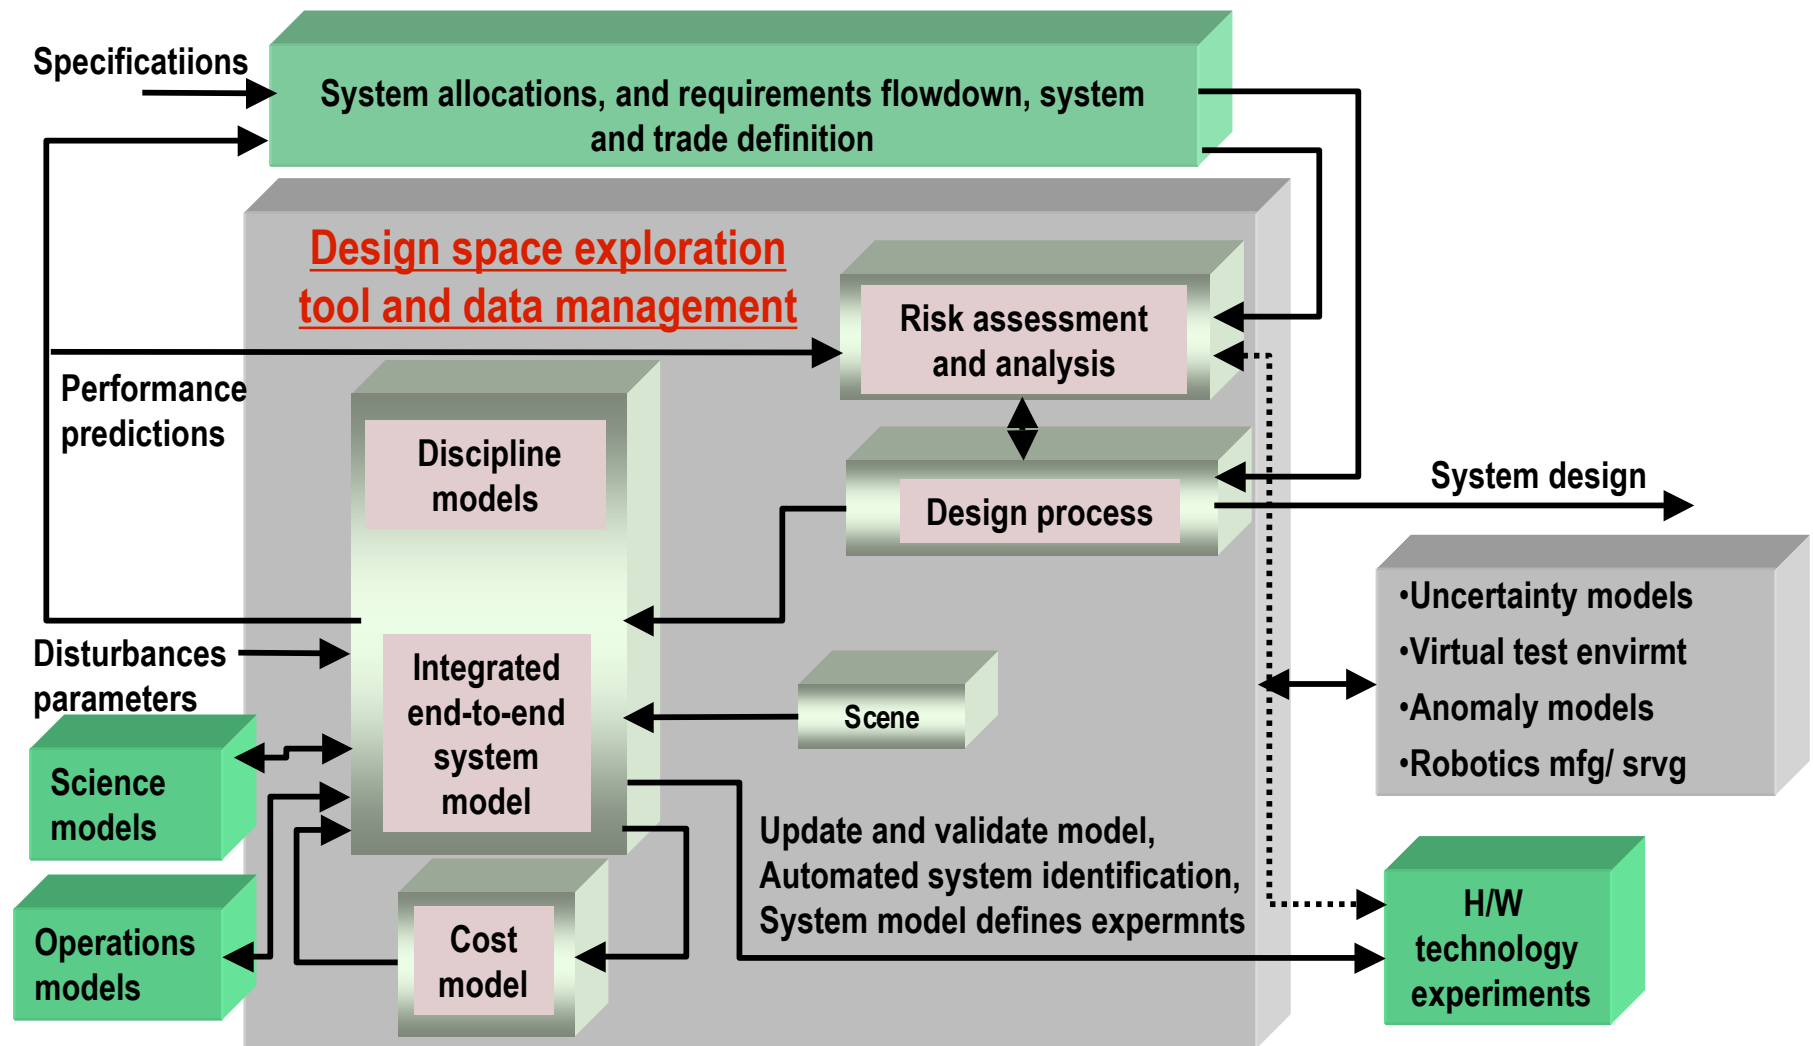 Specificatiions
System allocations, and requirements flowdown, system
and trade definition
Design space exploration
tool and data management
Risk assessment
and analysis
Performance
predictions
Discipline
models
System design
Design process
•Uncertainty models
•Virtual test envirmt
•Anomaly models
•Robotics mfg/ srvg
Disturbances
parameters
Integrated
end-to-end
system
model
Scene
Science
models
Update and validate model,
Automated system identification,
System model defines expermnts
Operations
models
Cost
model
H/W
technology
experiments